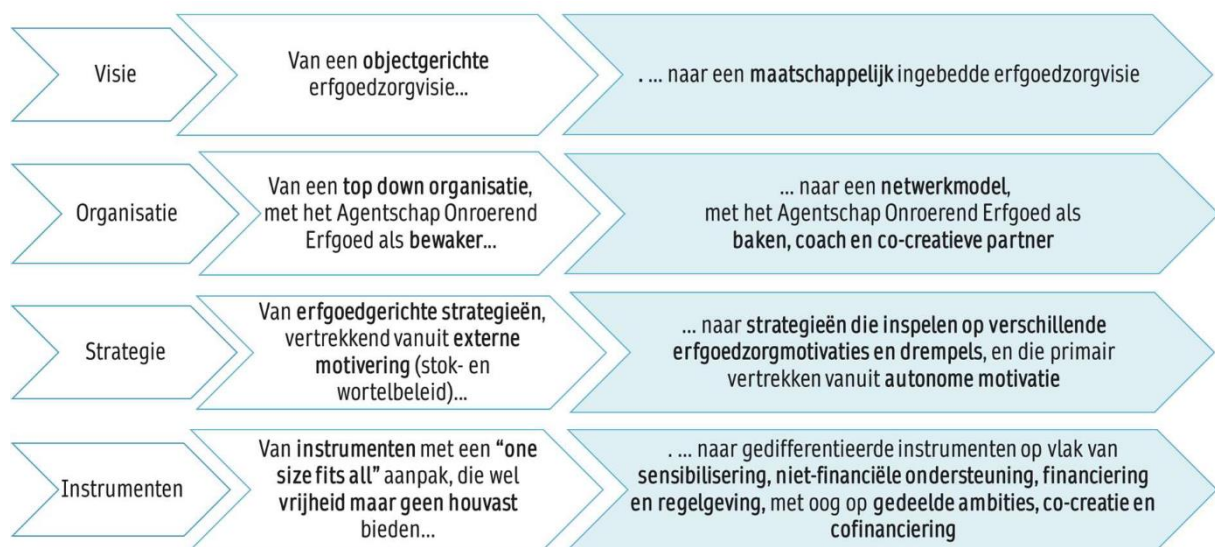 Visie
Van een objectgerichte
erfgoedzorgvisie...
. ... naar een maatschappelijk ingebedde erfgoedzorgvisie
Organisatie
Van een top down organisatie,
met het Agentschap Onroerend
Erfgoed als bewaker...
... naar een netwerkmodel,
met het Agentschap Onroerend Erfgoed als
baken, coach en co-creatieve partner
Strategie
Van erfgoedgerichte strategieën,
vertrekkend vanuit externe
motivering (stok- en
wortelbeleid)...
... naar strategieën die inspelen op verschillende
erfgoedzorgmotivaties en drempels, en die primair
vertrekken vanuit autonome motivatie
Instrumenten
Van instrumenten met een “one
size fits all” aanpak, die wel
vrijheid maar geen houvast
bieden...
. ... naar gedifferentieerde instrumenten op vlak van
sensibilisering, niet-financiële ondersteuning, financiering
en regelgeving, met oog op gedeelde ambities, co-creatie en
cofinanciering